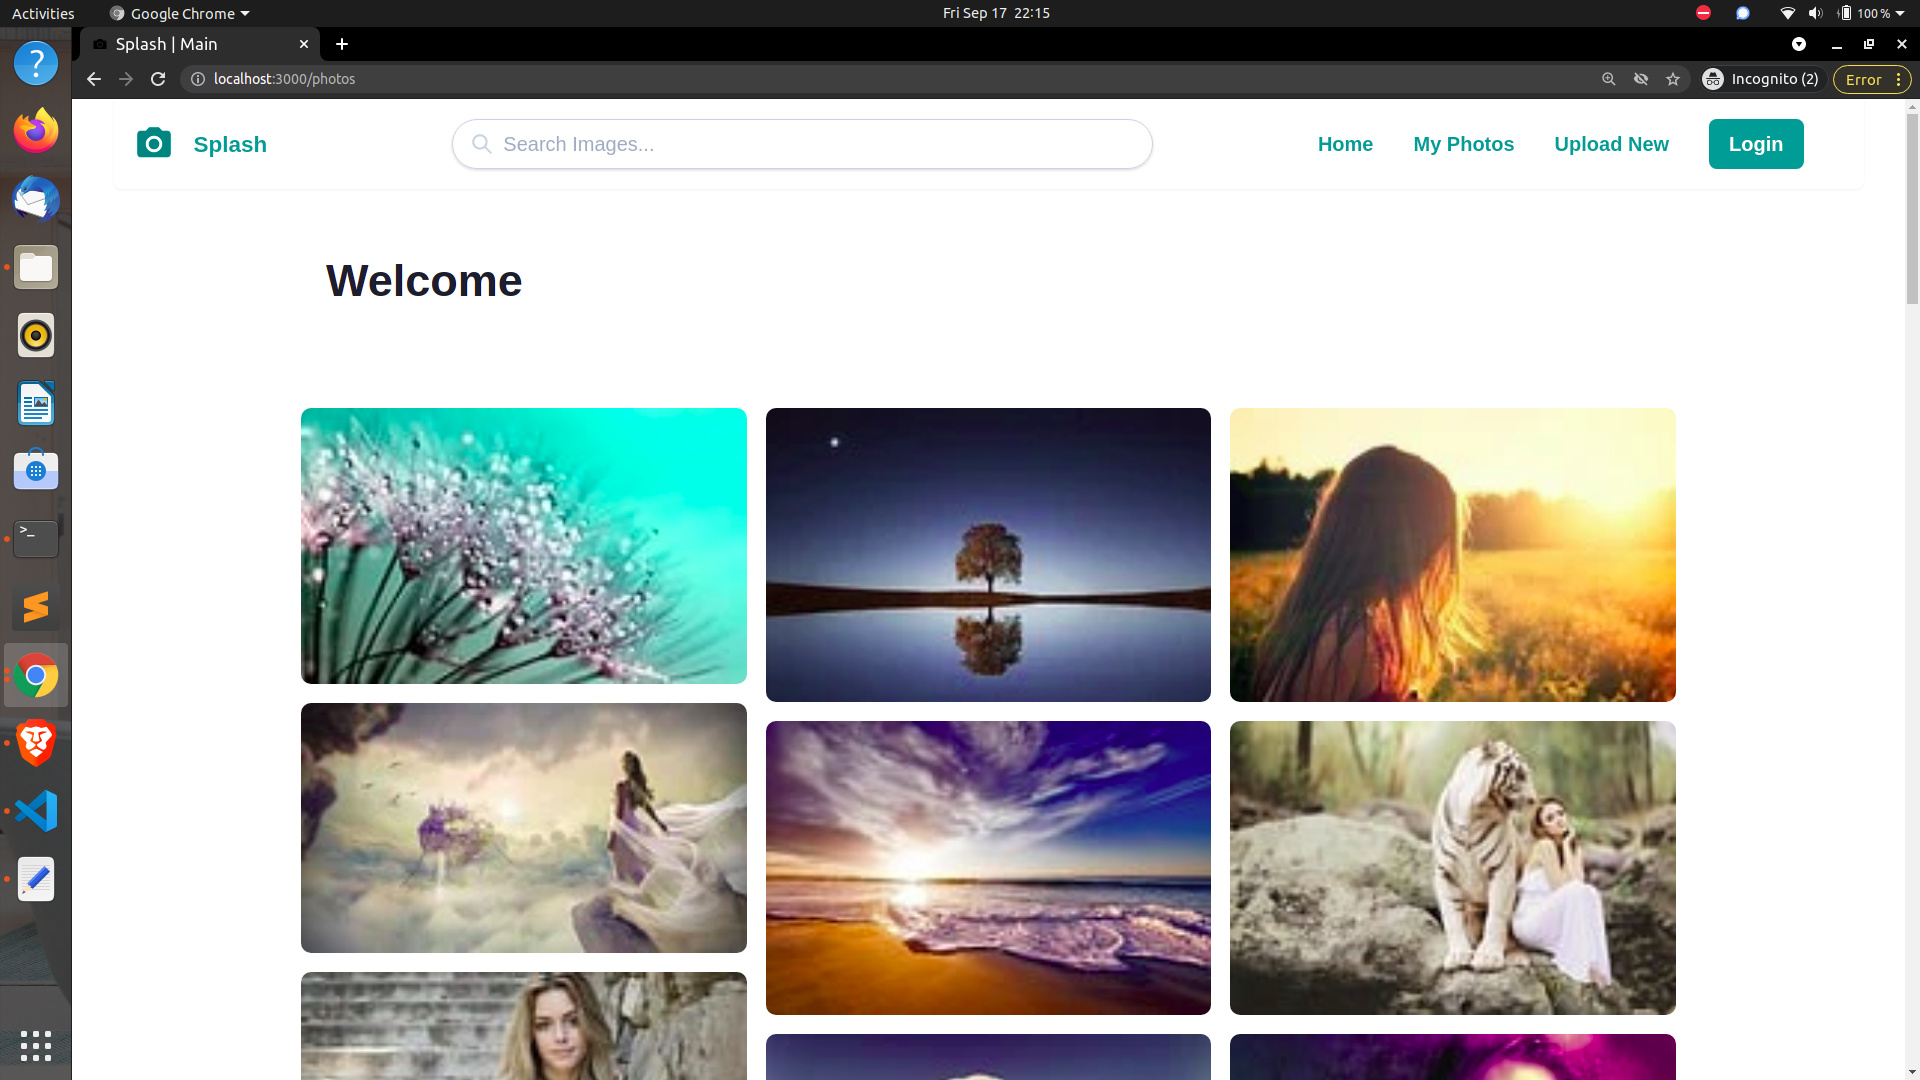 Activities
Google Chrome
Fri Sep 17 22:15
100 %
Splash | Main
localhost:3000/photos
Incognito (2)
Error
Splash
Search Images...
Home
My Photos
Upload New
Login
Welcome